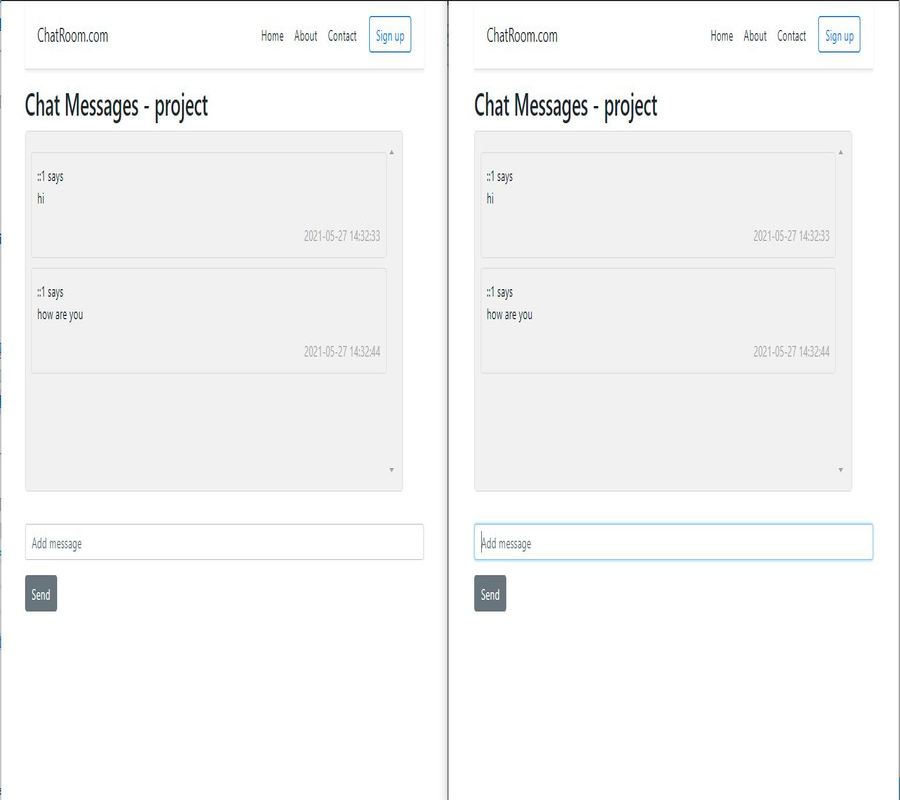 ChatRoom.com Home About Contact Sign up
Chat Messages - project
::1 says
hi
2021-05-27 14:32:33
::1 says
how are you
2021-05-27 14:32:44
Add message
Send
ChatRoom.com Home About Contact Sign up
Chat Messages - project
::1 says
hi
2021-05-27 14:32:33
::1 says
how are you
2021-05-27 14:32:44
Add message
Send